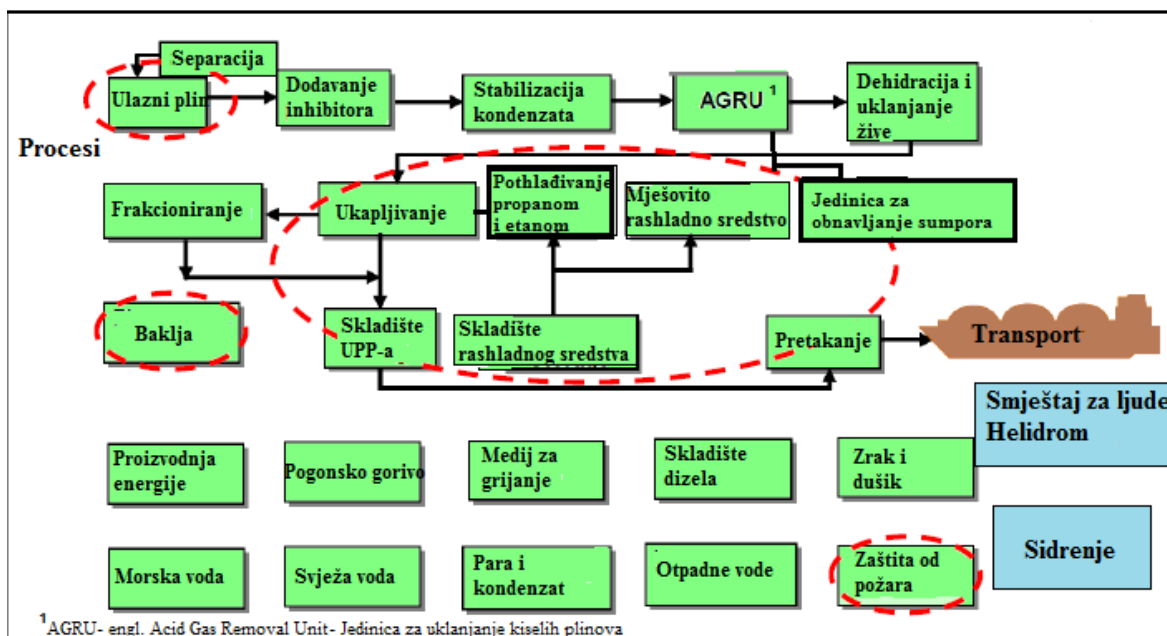 Separacija
Ulazni plin
Dodavanje
inhibitora
Stabilizacija
kondenzata
AGRU 1
Dehidracija i
uklanjanje
žive
Procesi
Frakcioniranje
Ukapljivanje
Pothlađivanje
propanom
i etanom
Mješovito
rashladno sredstvo
Jedinica za
obnavljanje sumpora
Baklja
Skladište
UPP-a
Skladište
rashladnog sredstva
Pretakanje
Transport
Smještaj za ljude
Helidrom
Proizvodnja
energije
Pogonsko gorivo
Medij za
grijanje
Skladište
dizela
Zrak i
dušik
Sidrenje
Morska voda
Svježa voda
Para i
kondenzat
Otpadne vode
Zaštita od
požara
1AGRU- engl. Acid Gas Removal Unit- Jedinica za uklanjanje kiselih plinova